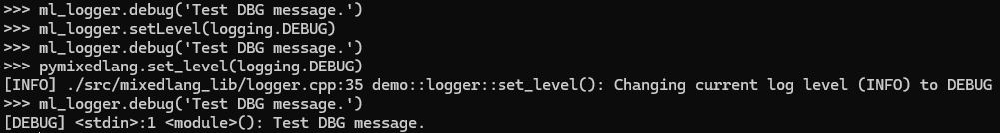 >>> ml_logger.debug('Test DBG message.')
>>> ml_logger.setLevel(logging.DEBUG)
>>> ml_logger.debug('Test DBG message.')
>>> pymixedlang.set_level(logging.DEBUG)
[INFO] ./src/mixedlang_lib/logger.cpp:35 demo::logger::set_level(): Changing current log level (INFO) to DEBUG
>>> ml_logger.debug('Test DBG message.')
[DEBUG] <stdin>:1 <module>(): Test DBG message.